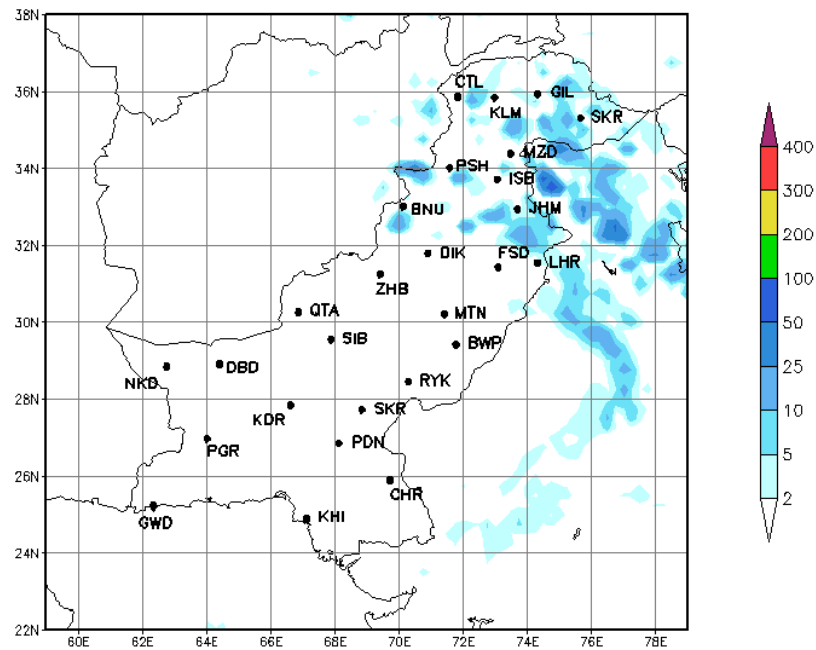 38N
36N
CTL
KLM
GIL
SKR
400
34N
PSH
MZD
ISB
300
BNU
JHM
200
32N
DIK
FSD
LHR
ZHB
100
30N
QTA
SIB
MTN
BWP
50
NKD
DBD
RYK
25
28N
KDR
SKR
PGR
PDN
10
26N
CHR
5
GWD
KHI
2
24N
22N
60E 62E 64E 66E 68E 70E 72E 74E 76E 78E